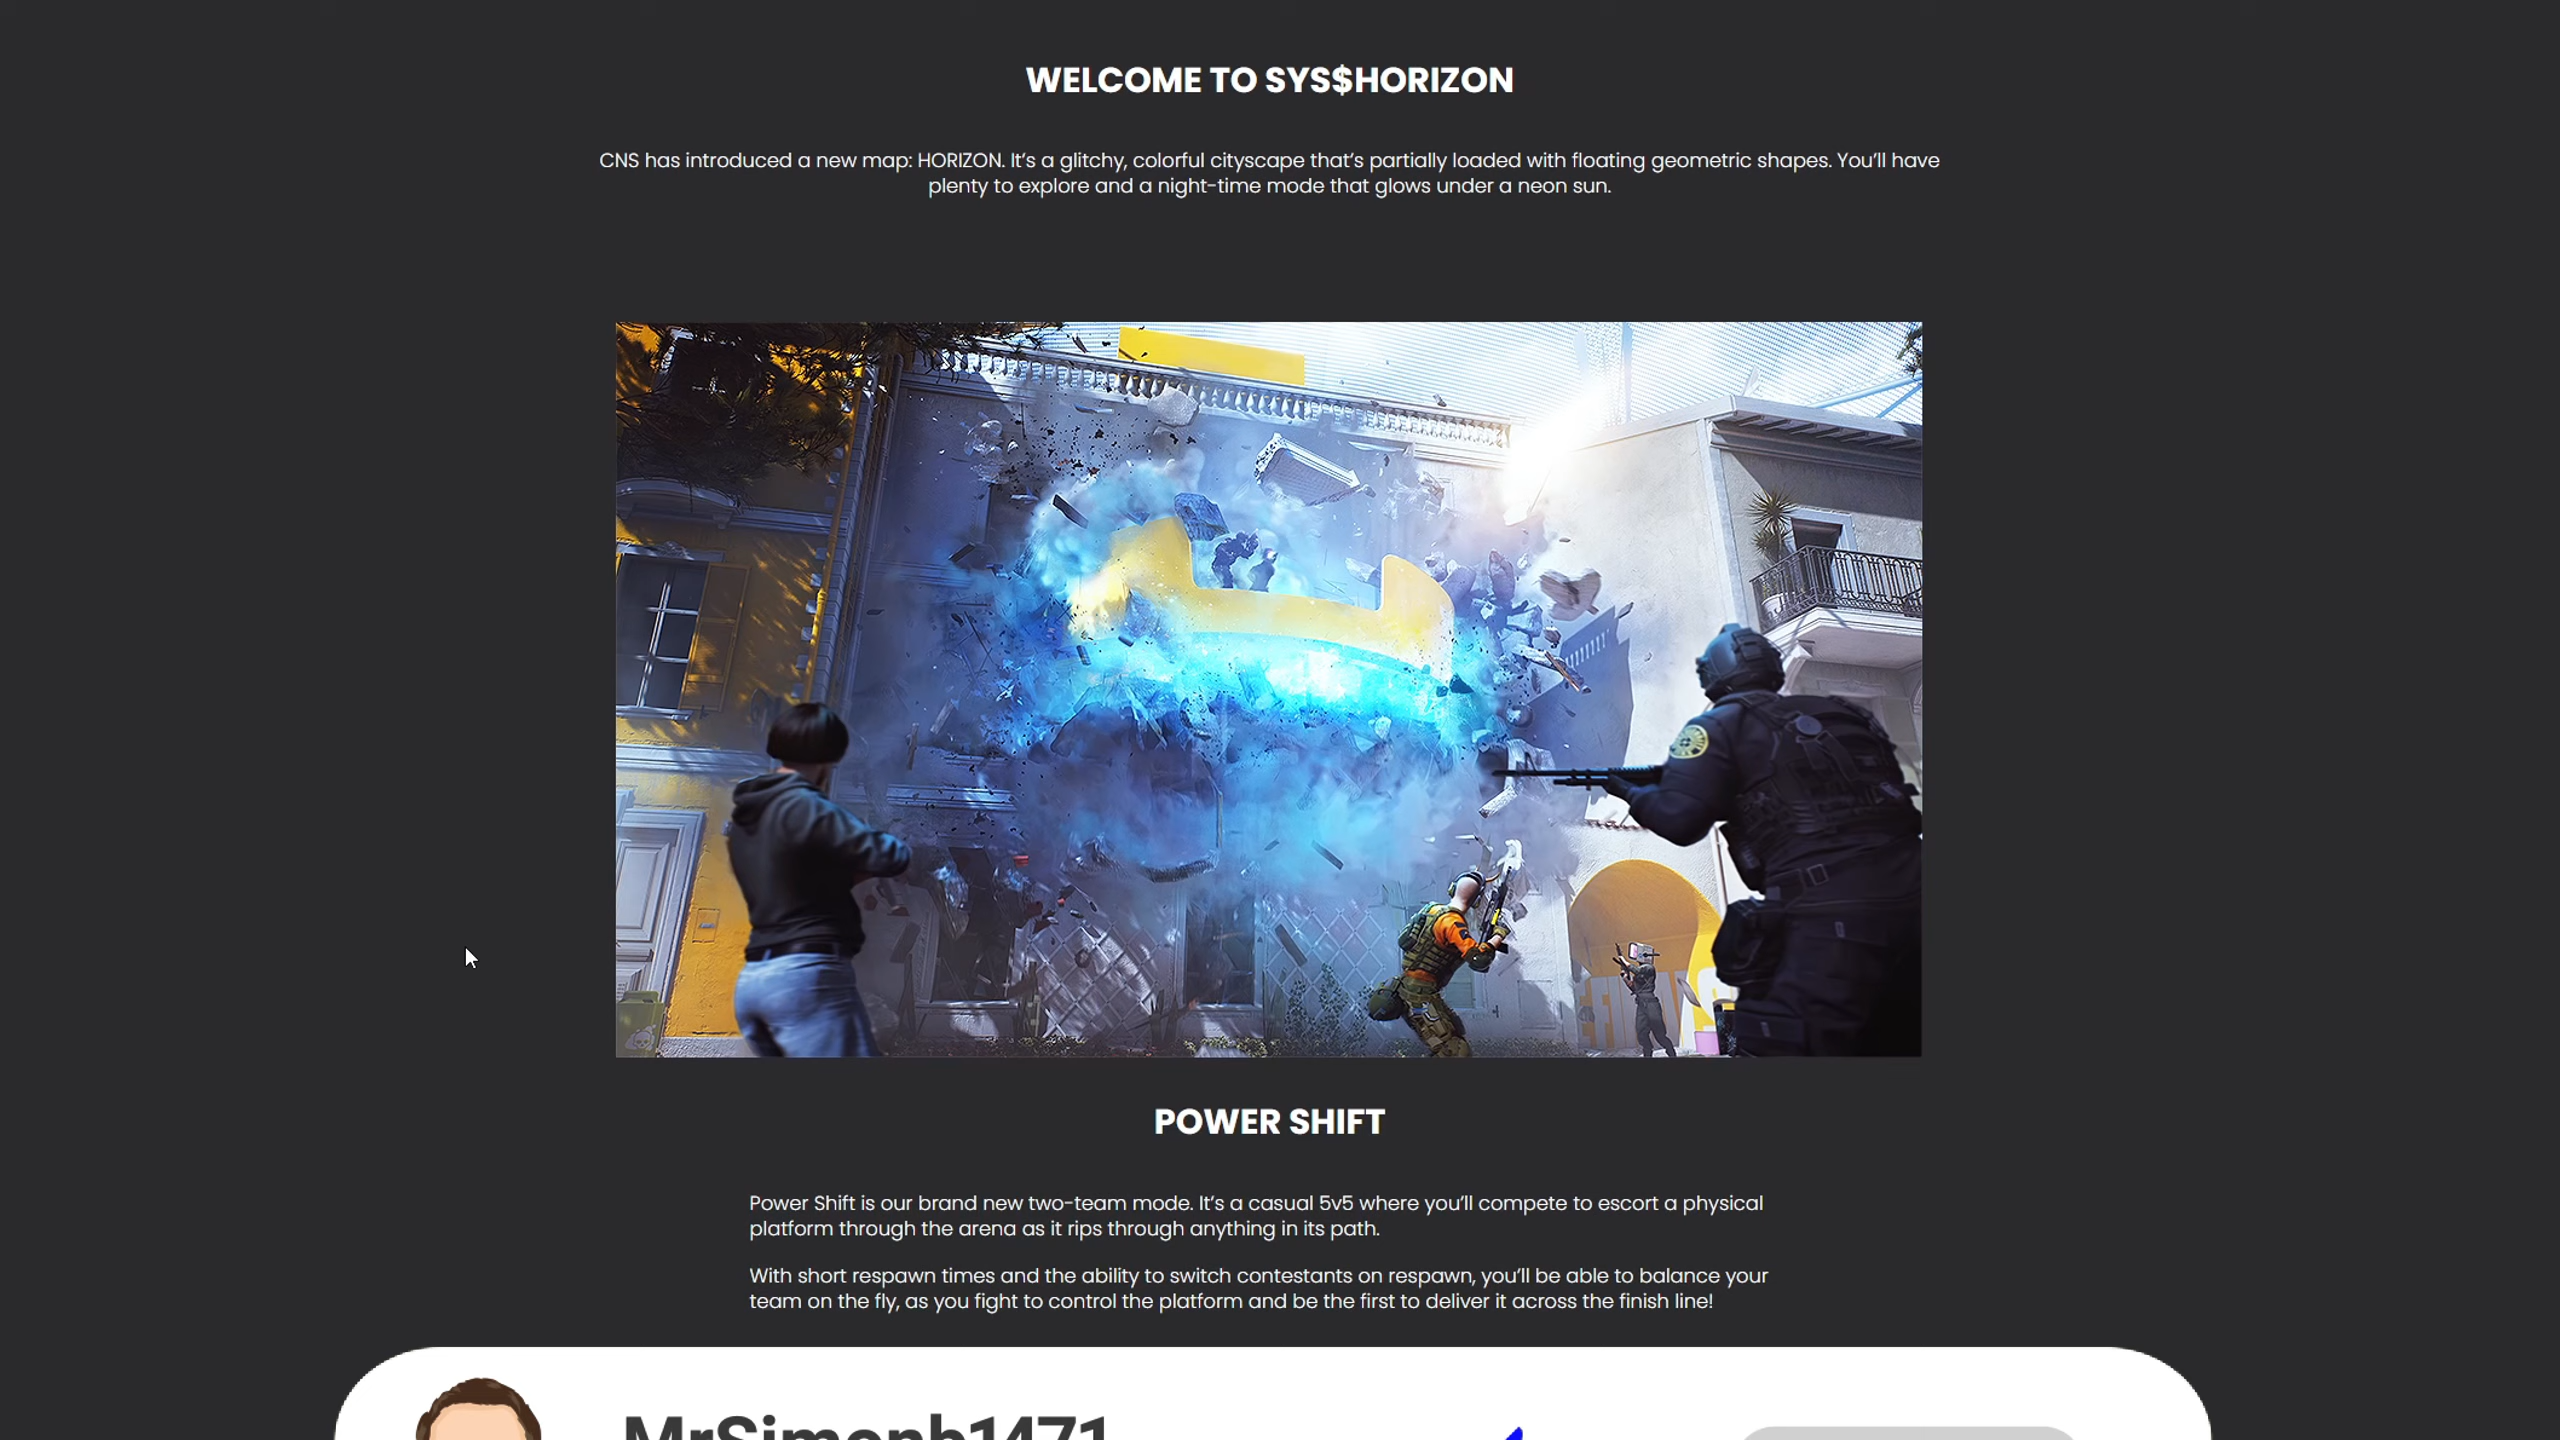 WELCOME TO SYS$HORIZON
CNS has introduced a new map: HORIZON. It's a glitchy, colorful cityscape that's partially loaded with floating geometric shapes. You'll have
plenty to explore and a night-time mode that glows under a neon sun.
POWER SHIFT
Power Shift is our brand new two-team mode. It's a casual 5v5 where you'll compete to escort a physical
platform through the arena as it rips through anything in its path.
With short respawn times and the ability to switch contestants on respawn, you'll be able to balance your
team on the fly, as you fight to control the platform and be the first to deliver it across the finish line!
MrSimonb1471